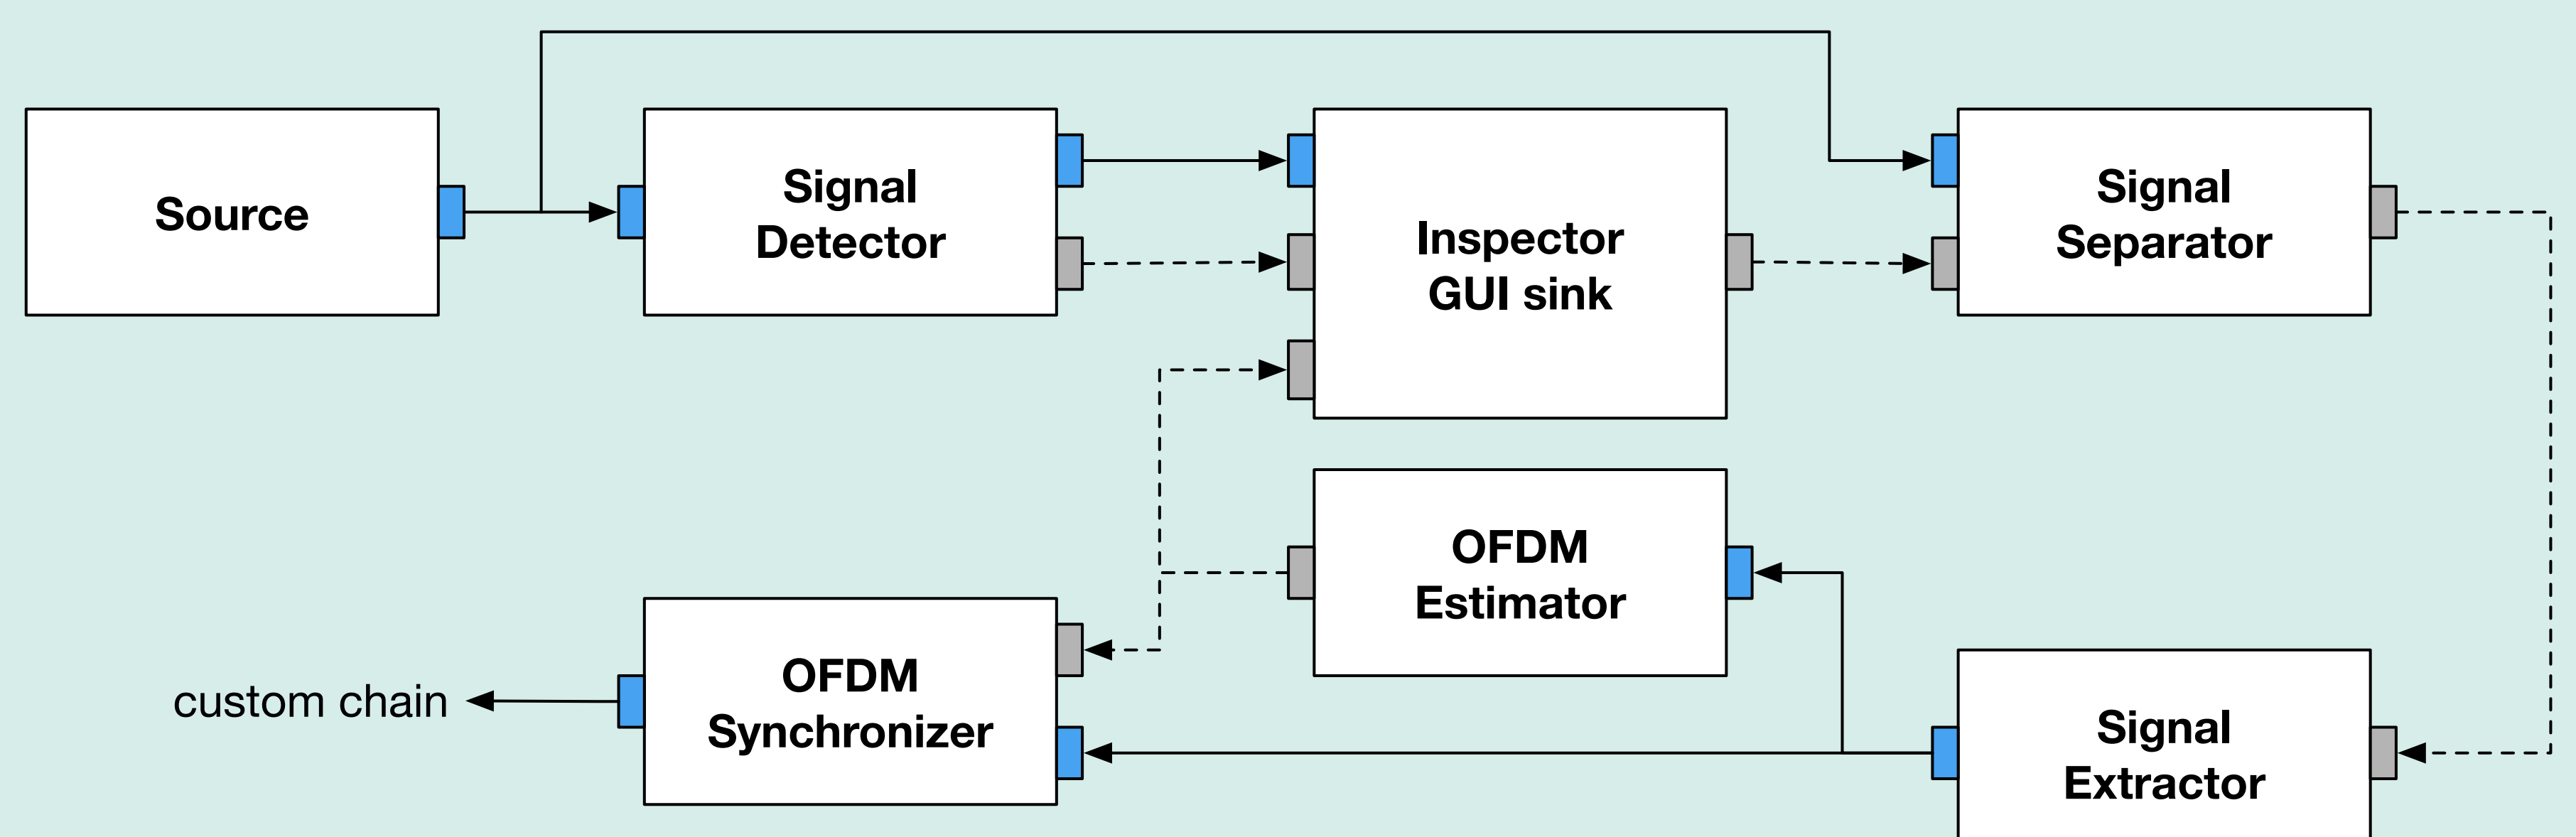 Source
Signal
Detector
Inspector
GUI sink
Signal
Separator
OFDM
Estimator
OFDM
Synchronizer
custom chain
Signal
Extractor